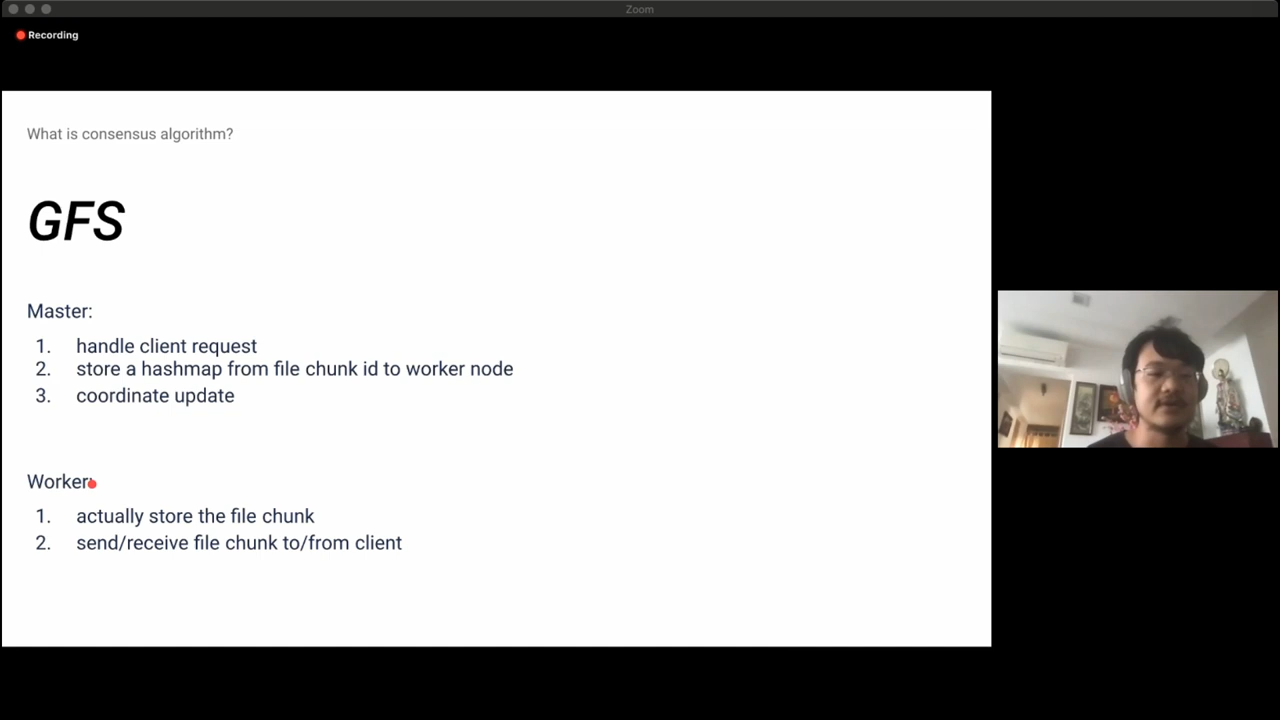 Zoom
Recording
What is consensus algorithm?
GFS
Master:
1. handle client request
2. store a hashmap from file chunk id to worker node
3. coordinate update
Worker:
1. actually store the file chunk
2. send/receive file chunk to/from client